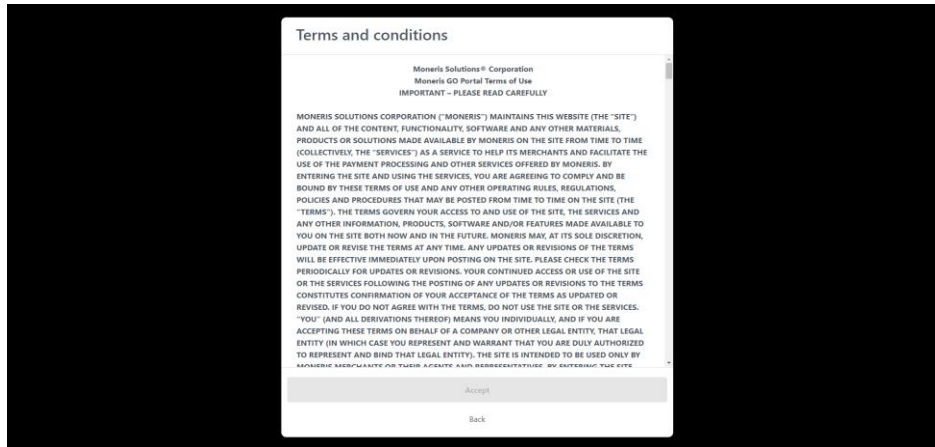 Terms and conditions
Moneris Solutions® Corporation
Moneris GO Portal Terms of Use
IMPORTANT – PLEASE READ CAREFULLY
MONERIS SOLUTIONS CORPORATION ("MONERIS") MAINTAINS THIS WEBSITE (THE "SITE")
AND ALL OF THE CONTENT, FUNCTIONALITY, SOFTWARE AND ANY OTHER MATERIALS,
PRODUCTS OR SOLUTIONS MADE AVAILABLE BY MONERIS ON THE SITE FROM TIME TO TIME
(COLLECTIVELY, THE "SERVICES") AS A SERVICE TO HELP ITS MERCHANTS AND FACILITATE THE
USE OF THE PAYMENT PROCESSING AND OTHER SERVICES OFFERED BY MONERIS. BY
ENTERING THE SITE AND USING THE SERVICES, YOU ARE AGREEING TO COMPLY AND BE
BOUND BY THESE TERMS OF USE AND ANY OTHER OPERATING RULES, REGULATIONS,
POLICIES AND PROCEDURES THAT MAY BE POSTED FROM TIME TO TIME ON THE SITE (THE
"TERMS"). THE TERMS GOVERN YOUR ACCESS TO AND USE OF THE SITE, THE SERVICES AND
ANY OTHER INFORMATION, PRODUCTS, SOFTWARE AND/OR FEATURES MADE AVAILABLE TO
YOU ON THE SITE BOTH NOW AND IN THE FUTURE. MONERIS MAY, AT ITS SOLE DISCRETION,
UPDATE OR REVISE THE TERMS AT ANY TIME. ANY UPDATES OR REVISIONS OF THE TERMS
WILL BE EFFECTIVE IMMEDIATELY UPON POSTING ON THE SITE. PLEASE CHECK THE TERMS
PERIODICALLY FOR UPDATES OR REVISIONS. YOUR CONTINUED ACCESS OR USE OF THE SITE
OR THE SERVICES FOLLOWING THE POSTING OF ANY UPDATES OR REVISIONS TO THE TERMS
CONSTITUTES CONFIRMATION OF YOUR ACCEPTANCE OF THE TERMS AS UPDATED OR
REVISED. IF YOU DO NOT AGREE WITH THE TERMS, DO NOT USE THE SITE OR THE SERVICES.
"YOU" (AND ALL DERIVATIONS THEREOF) MEANS YOU INDIVIDUALLY, AND IF YOU ARE
ACCEPTING THESE TERMS ON BEHALF OF A COMPANY OR OTHER LEGAL ENTITY, THAT LEGAL
ENTITY (IN WHICH CASE YOU REPRESENT AND WARRANT THAT YOU ARE DULY AUTHORIZED
TO REPRESENT AND BIND THAT LEGAL ENTITY). THE SITE IS INTENDED TO BE USED ONLY BY
MONERIS MERCHANTS OR THEIR AGENTS AND REPRESENTATIVES. BY ENTERING THE SITE
Accept
Back